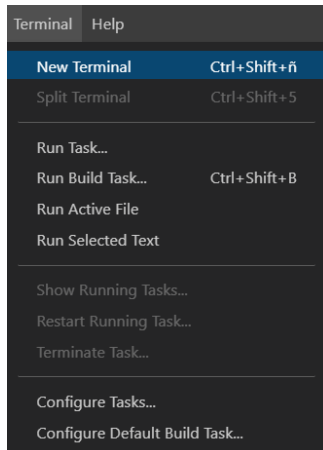 Terminal Help
New Terminal Ctrl+Shift+ñ
Split Terminal Ctrl+Shift+5
Run Task...
Run Build Task... Ctrl+Shift+B
Run Active File
Run Selected Text
Show Running Tasks...
Restart Running Task...
Terminate Task...
Configure Tasks...
Configure Default Build Task...